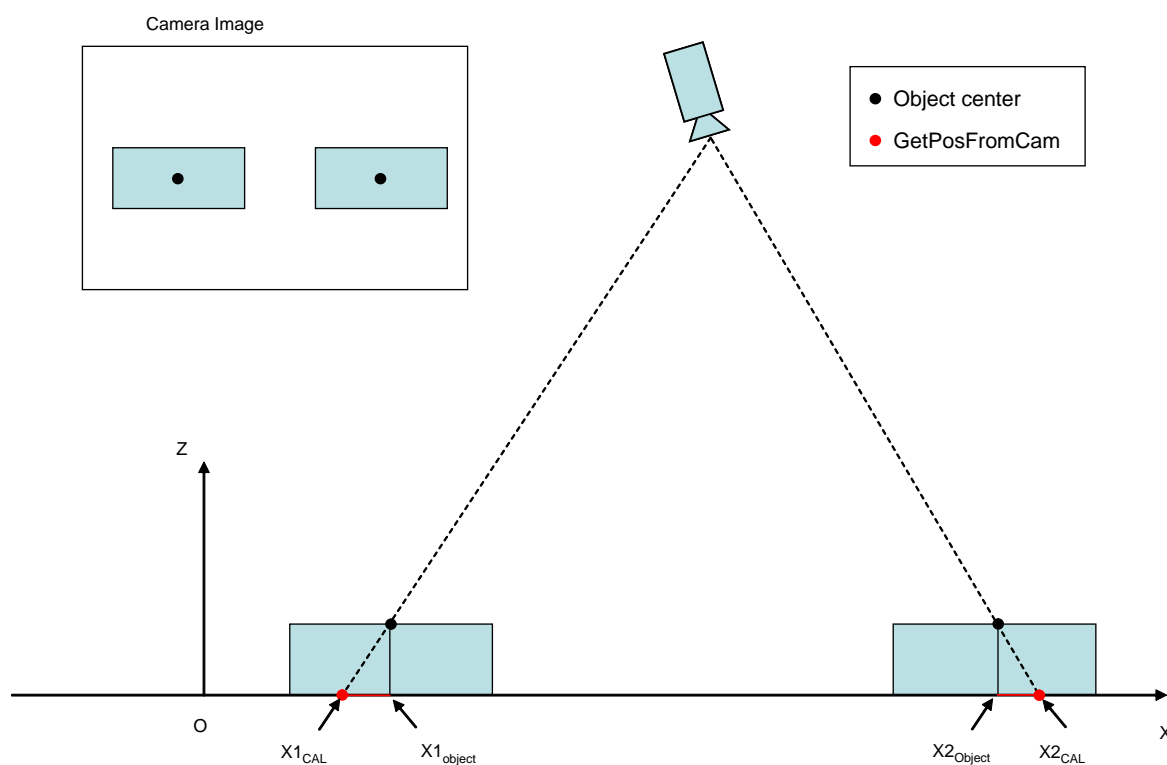 Camera Image
Object center
GetPosFromCam
Z
O
X
X1CAL
X1object
X2Object
X2CAL